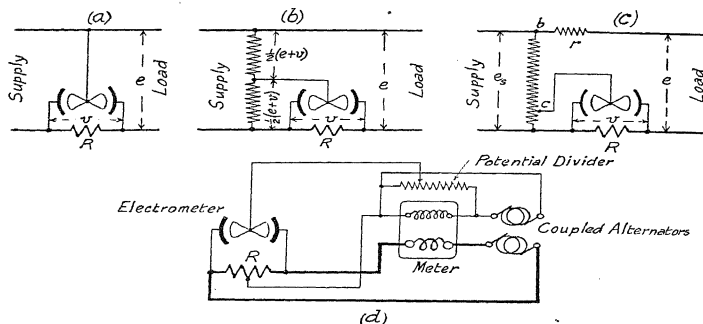 (a)
Supply
e
Load
v
R
(b)
Supply
½(e+v)
½(e+v)
e
Load
v
R
(c)
b
r
Supply
eₛ
c
e
Load
v
R
Potential Divider
Electrometer
Coupled Alternators
R
Meter
(d)